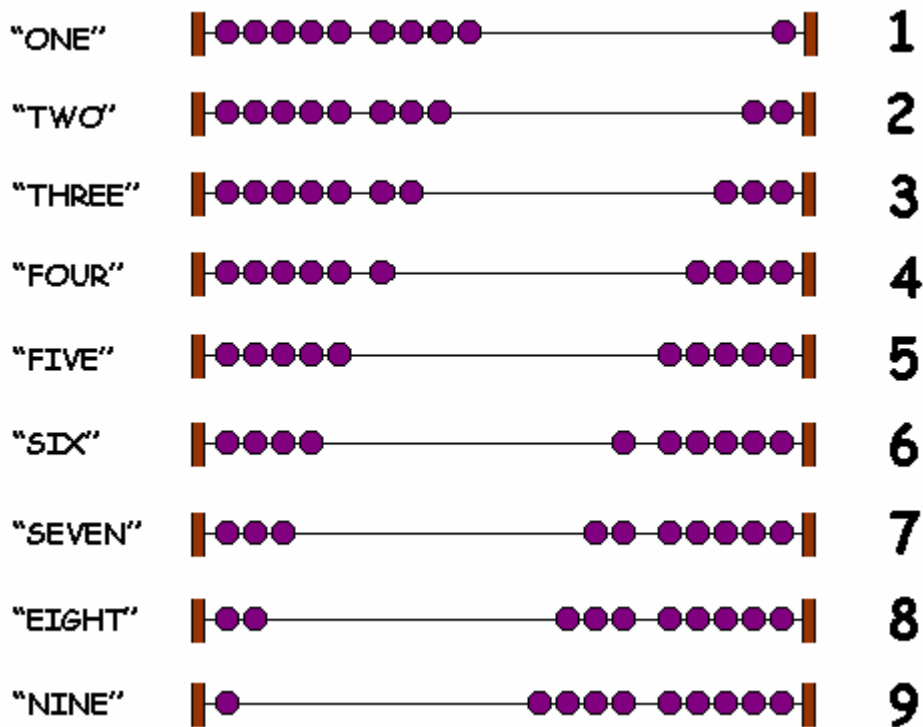 “ONE” 1
“TWO” 2
“THREE” 3
“FOUR” 4
“FIVE” 5
“SIX” 6
“SEVEN” 7
“EIGHT” 8
“NINE” 9